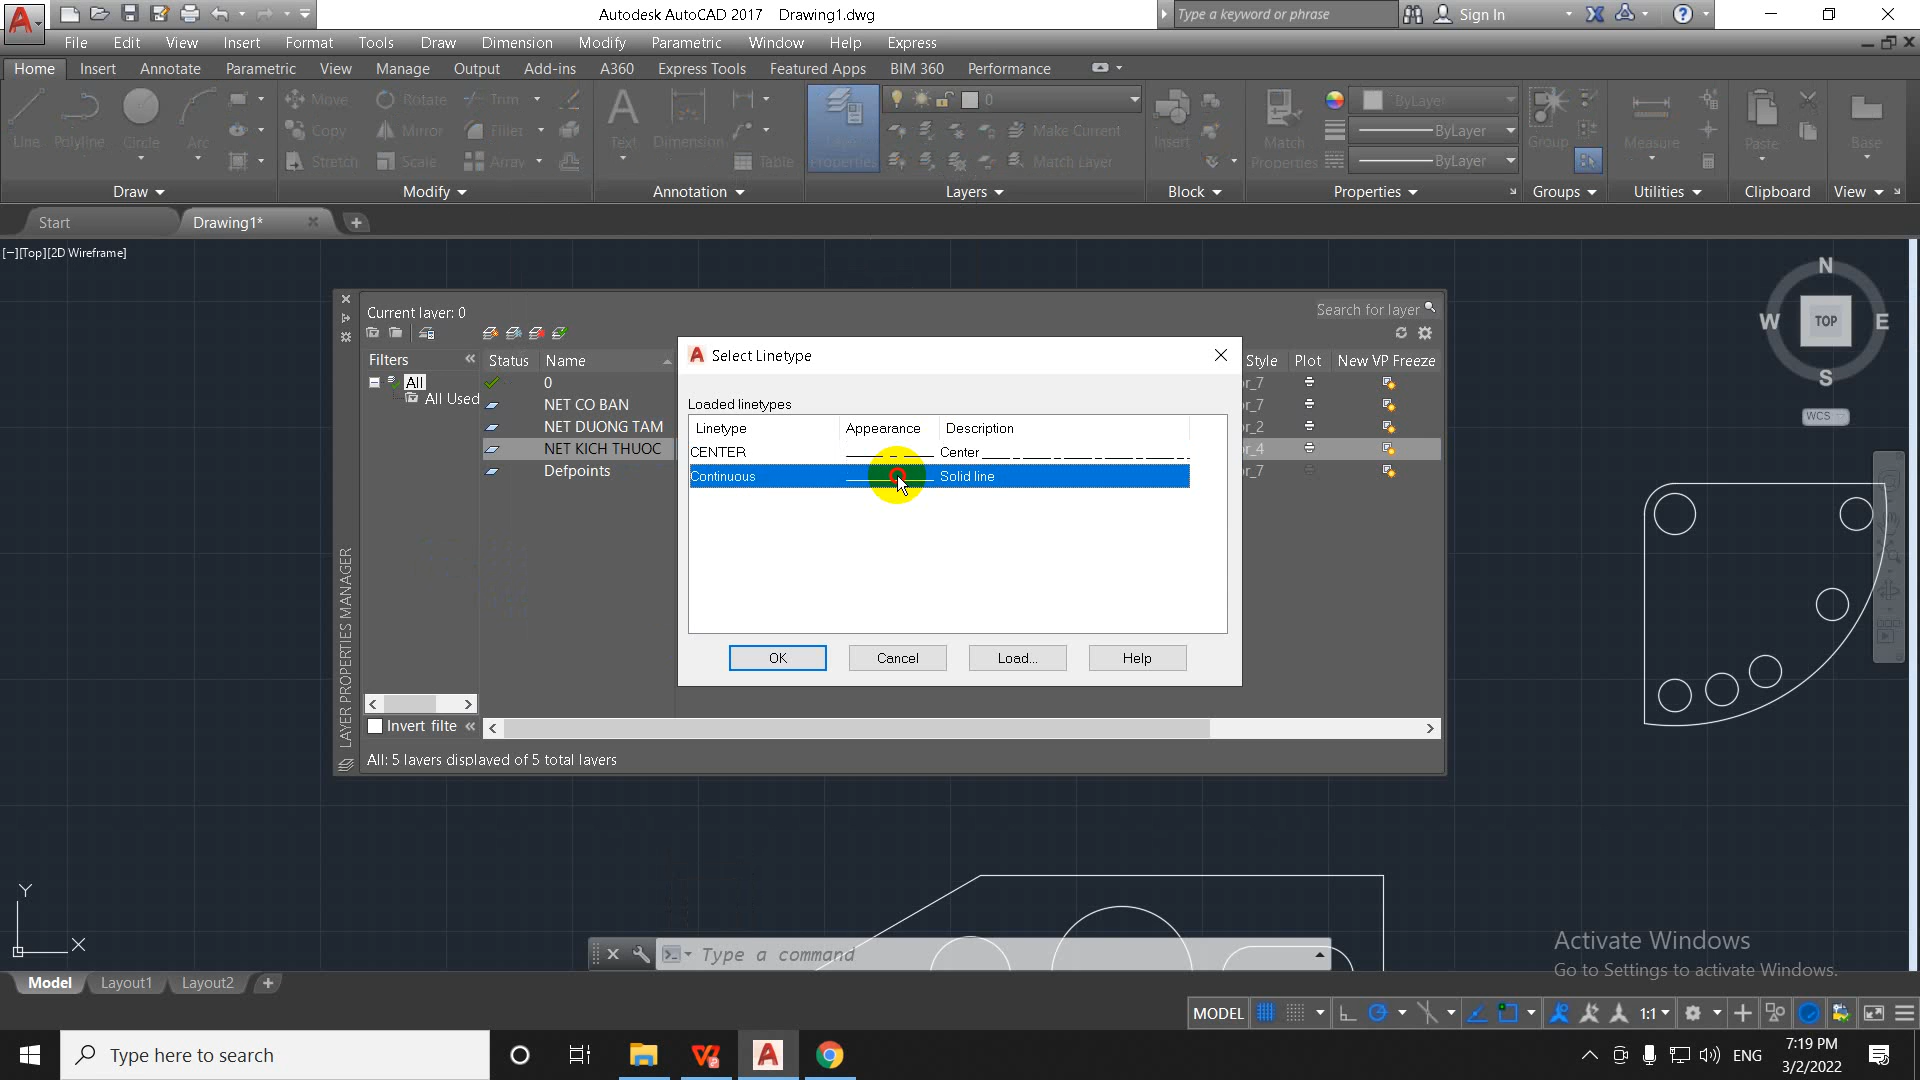 Autodesk AutoCAD 2017 Drawing1.dwg
Type a keyword or phrase
Sign In
File Edit View Insert Format Tools Draw Dimension Modify Parametric Window Help Express
Home Insert Annotate Parametric View Manage Output Add-ins A360 Express Tools Featured Apps BIM 360 Performance
Move Rotate Trim 0 ByLayer
Line Polyline Circle Arc Copy Mirror Fillet Text Dimension Layer Properties Make Current Insert Match Properties ByLayer Group Measure Paste Base
Stretch Scale Array Table Match Layer ByLayer
Draw Modify Annotation Layers Block Properties Groups Utilities Clipboard View
Start Drawing1*
[−][Top][2D Wireframe]
N
W TOP E
S
WCS
Current layer: 0
Search for layer
Filters Status Name Style Plot New VP Freeze
All 0 or_7
All Used NET CO BAN or_7
NET DUONG TAM or_2
NET KICH THUOC or_4
Defpoints or_7
Invert filte
All: 5 layers displayed of 5 total layers
LAYER PROPERTIES MANAGER
Select Linetype
Loaded linetypes
Linetype Appearance Description
CENTER Center
Continuous Solid line
OK Cancel Load... Help
Y
X
Type a command
Activate Windows
Go to Settings to activate Windows.
Model Layout1 Layout2
MODEL 1:1
Type here to search
ENG
7:19 PM
3/2/2022